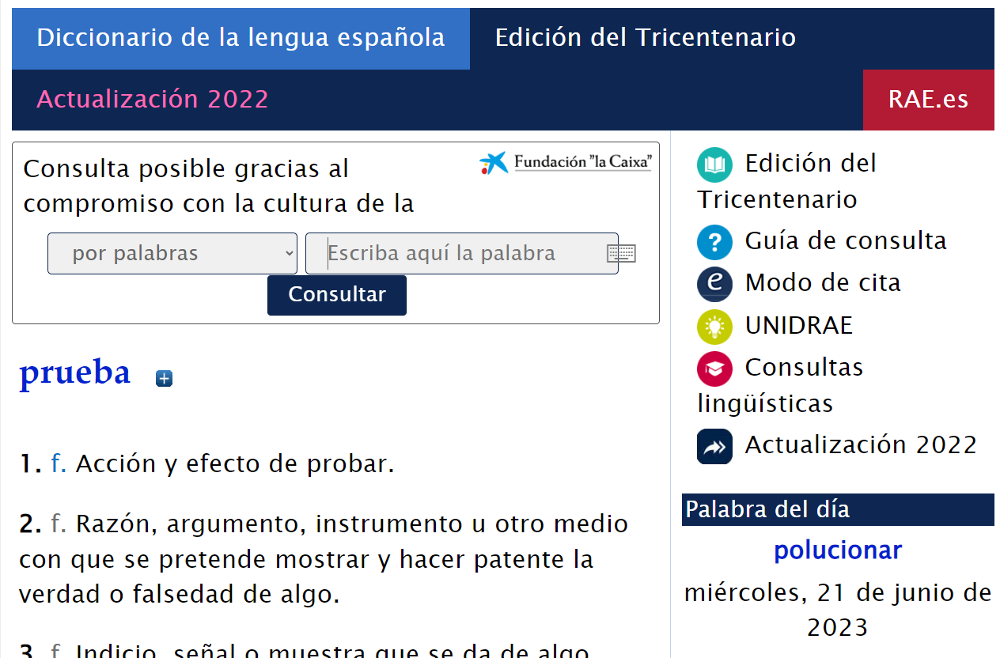 Diccionario de la lengua española
Edición del Tricentenario
Actualización 2022
RAE.es
Consulta posible gracias al
compromiso con la cultura de la
Fundación "la Caixa"
por palabras
Escriba aquí la palabra
Consultar
prueba
1. f. Acción y efecto de probar.
2. f. Razón, argumento, instrumento u otro medio
con que se pretende mostrar y hacer patente la
verdad o falsedad de algo.
3. f. Indicio, señal o muestra que se da de algo.
Edición del
Tricentenario
Guía de consulta
Modo de cita
UNIDRAE
Consultas
lingüísticas
Actualización 2022
Palabra del día
polucionar
miércoles, 21 de junio de
2023